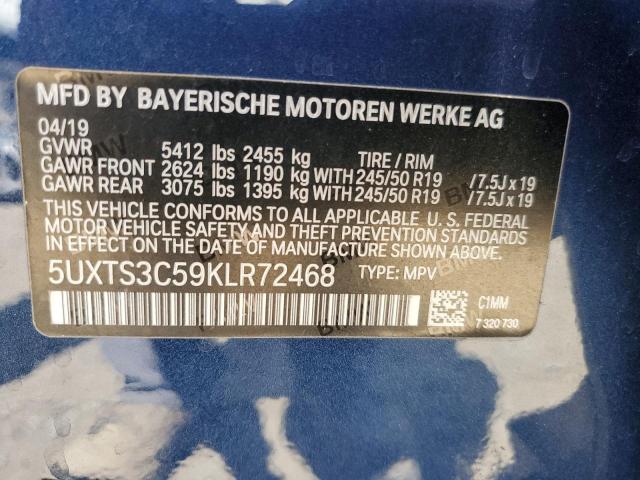 MFD BY BAYERISCHE MOTOREN WERKE AG
04/19
GVWR 5412 lbs 2455 kg TIRE / RIM
GAWR FRONT 2624 lbs 1190 kg WITH 245/50 R19 /7.5J x 19
GAWR REAR 3075 lbs 1395 kg WITH 245/50 R19 /7.5J x 19
THIS VEHICLE CONFORMS TO ALL APPLICABLE U. S. FEDERAL
MOTOR VEHICLE SAFETY AND THEFT PREVENTION STANDARDS
IN EFFECT ON THE DATE OF MANUFACTURE SHOWN ABOVE.
5UXTS3C59KLR72468 TYPE: MPV
C1MM
7 320 730